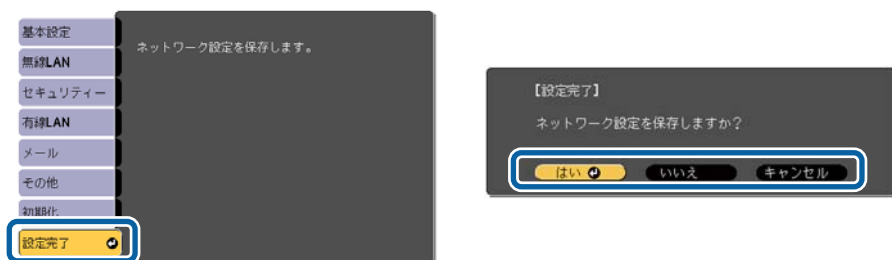 基本設定
無線LAN
セキュリティー
有線LAN
メール
その他
初期化
設定完了
ネットワーク設定を保存します。
【設定完了】
ネットワーク設定を保存しますか？
はい いいえ キャンセル